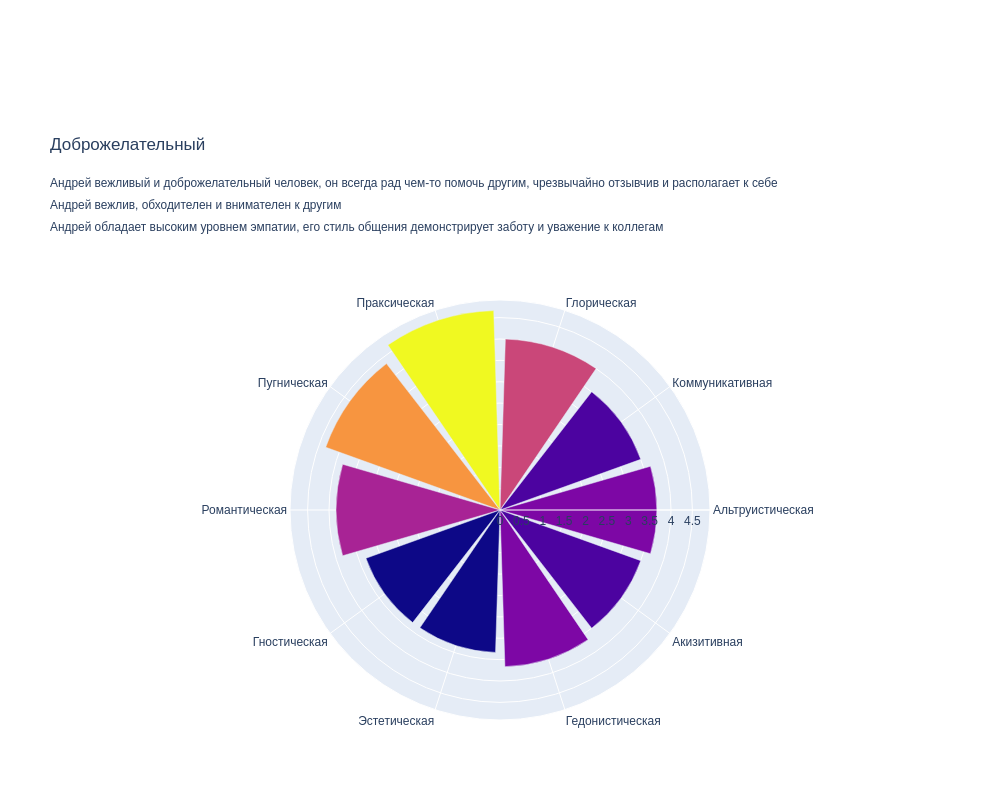 Доброжелательный
Андрей вежливый и доброжелательный человек, он всегда рад чем-то помочь другим, чрезвычайно отзывчив и располагает к себе
Андрей вежлив, обходителен и внимателен к другим
Андрей обладает высоким уровнем эмпатии, его стиль общения демонстрирует заботу и уважение к коллегам
Праксическая Глорическая
Пугническая Коммуникативная
Романтическая Альтруистическая
0 0.5 1 1.5 2 2.5 3 3.5 4 4.5
Гностическая Акизитивная
Эстетическая Гедонистическая